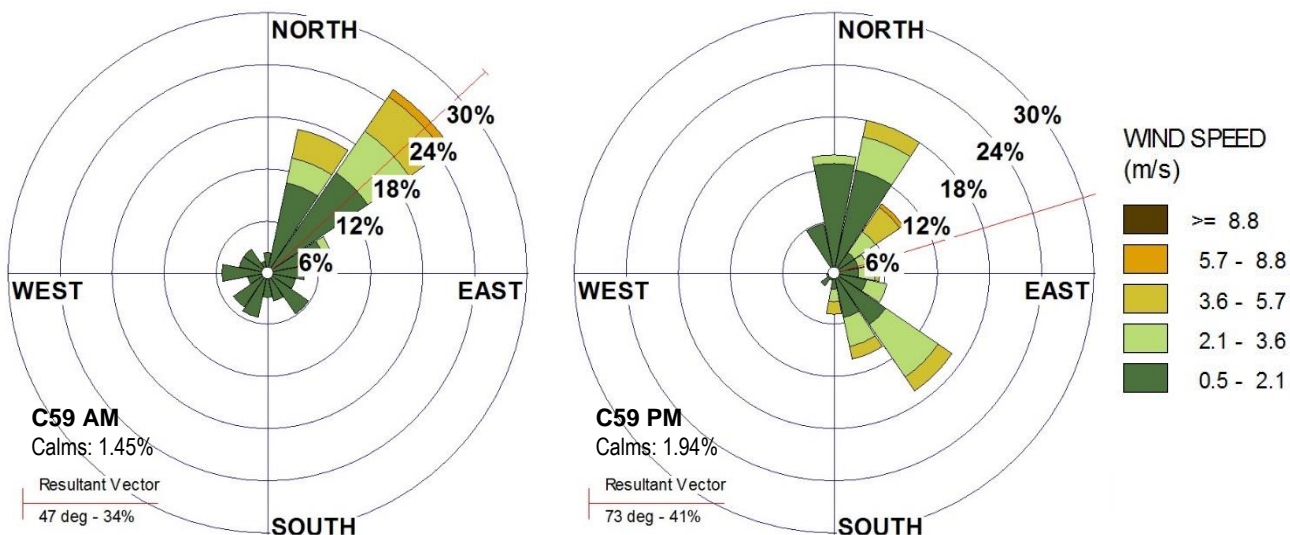 NORTH
30%
24%
18%
12%
6%
WEST
EAST
C59 AM
Calms: 1.45%
Resultant Vector
47 deg - 34%
SOUTH
NORTH
30%
24%
18%
12%
6%
WEST
EAST
C59 PM
Calms: 1.94%
Resultant Vector
73 deg - 41%
SOUTH
WIND SPEED
(m/s)
>= 8.8
5.7 - 8.8
3.6 - 5.7
2.1 - 3.6
0.5 - 2.1